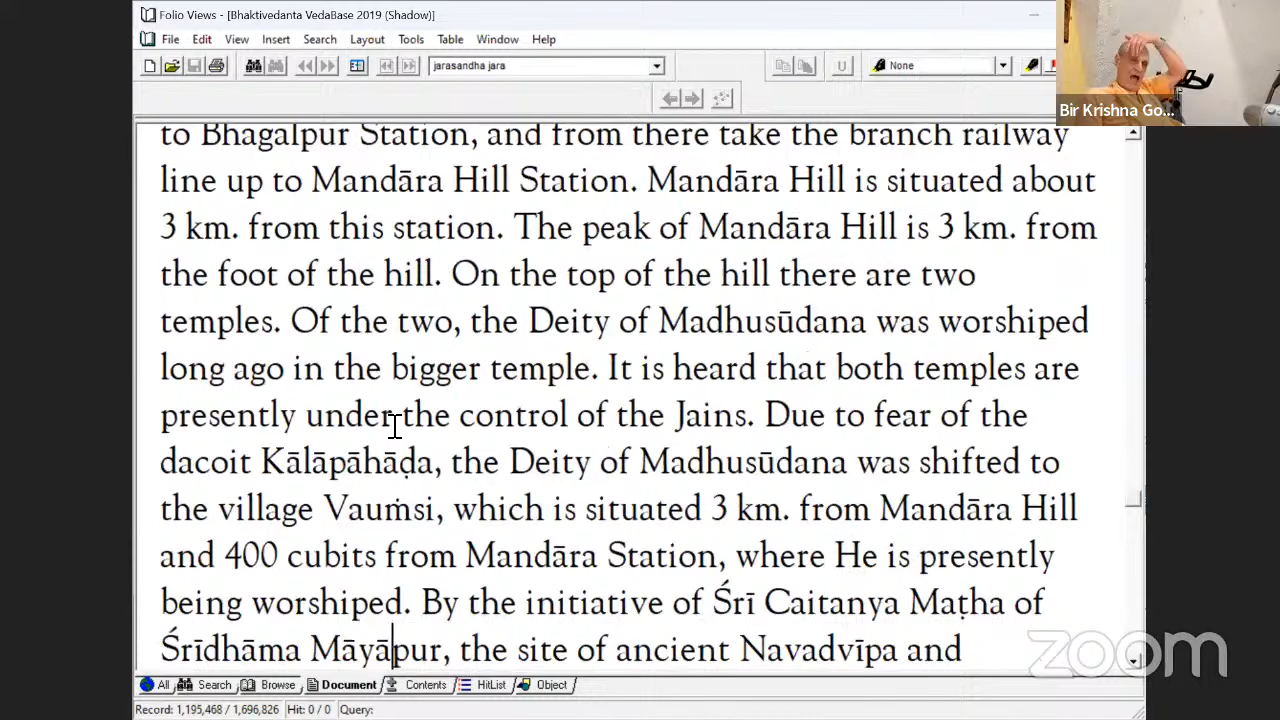 Folio Views - [Bhaktivedanta VedaBase 2019 (Shadow)]
File Edit View Insert Search Layout Tools Table Window Help
jarasandha jara
U
None
Bir Krishna Go...
to Bhagalpur Station, and from there take the branch railway
line up to Mandāra Hill Station. Mandāra Hill is situated about
3 km. from this station. The peak of Mandāra Hill is 3 km. from
the foot of the hill. On the top of the hill there are two
temples. Of the two, the Deity of Madhusūdana was worshiped
long ago in the bigger temple. It is heard that both temples are
presently under the control of the Jains. Due to fear of the
dacoit Kālāpāhāḍa, the Deity of Madhusūdana was shifted to
the village Vauṁsi, which is situated 3 km. from Mandāra Hill
and 400 cubits from Mandāra Station, where He is presently
being worshiped. By the initiative of Śrī Caitanya Maṭha of
Śrīdhāma Māyāpur, the site of ancient Navadvīpa and
zoom
All Search Browse Document Contents HitList Object
Record: 1,195,468 / 1,696,826 Hit: 0 / 0 Query: